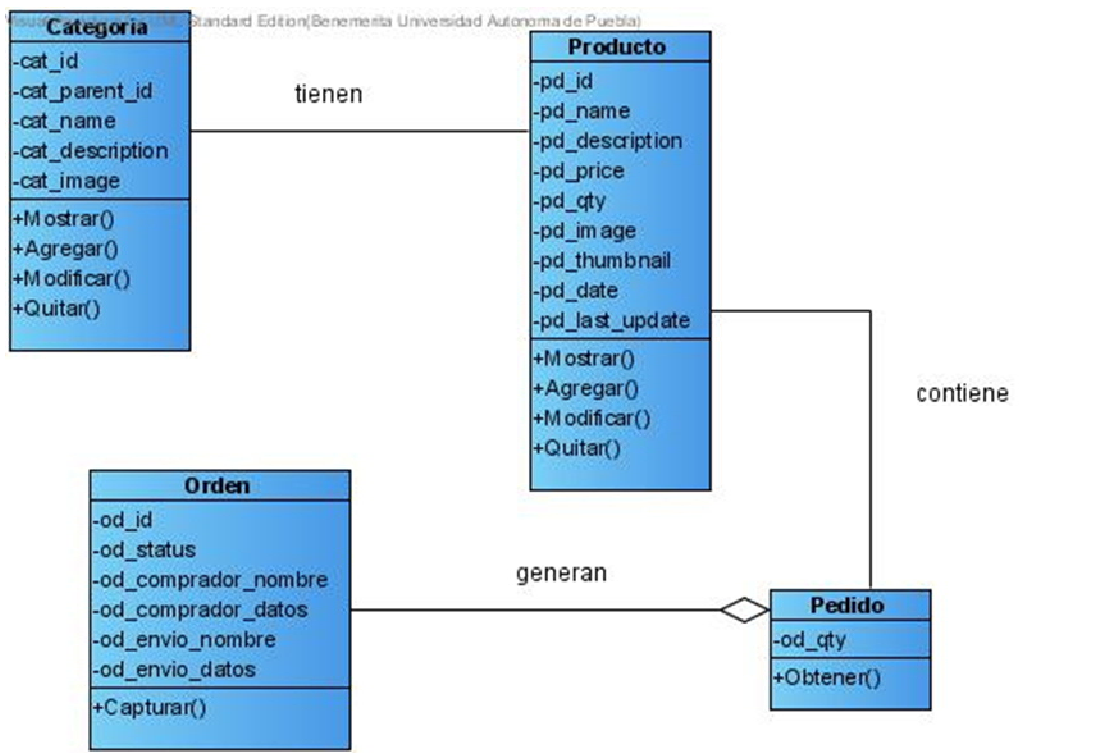 Standard Edition(Benemerita Universidad Autonoma de Puebla)
Categoria
-cat_id
-cat_parent_id
-cat_name
-cat_description
-cat_image
+Mostrar()
+Agregar()
+Modificar()
+Quitar()
tienen
Producto
-pd_id
-pd_name
-pd_description
-pd_price
-pd_qty
-pd_image
-pd_thumbnail
-pd_date
-pd_last_update
+Mostrar()
+Agregar()
+Modificar()
+Quitar()
contiene
Orden
-od_id
-od_status
-od_comprador_nombre
-od_comprador_datos
-od_envio_nombre
-od_envio_datos
+Capturar()
generan
Pedido
-od_qty
+Obtener()